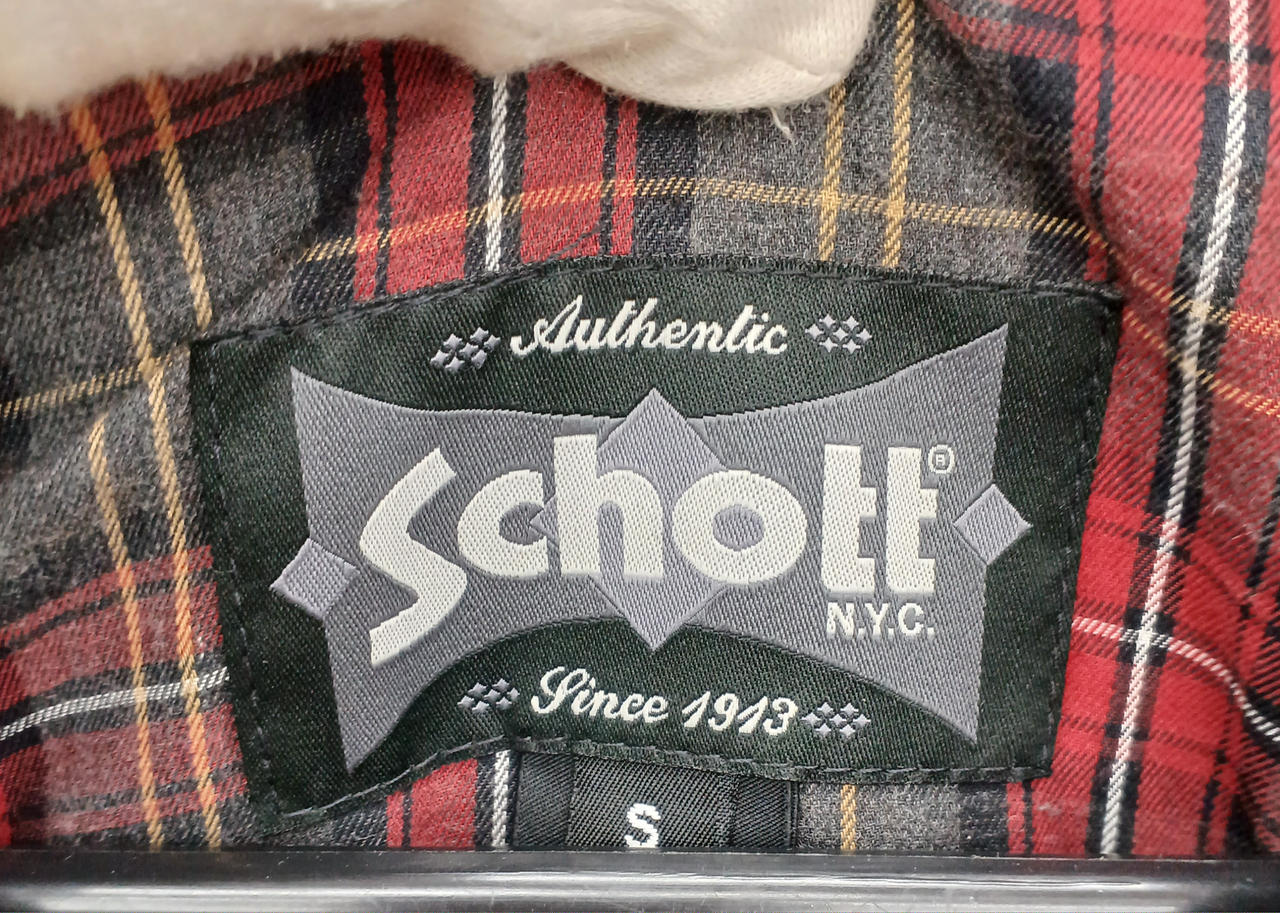 Authentic
Schott®
N.Y.C.
Since 1913
S